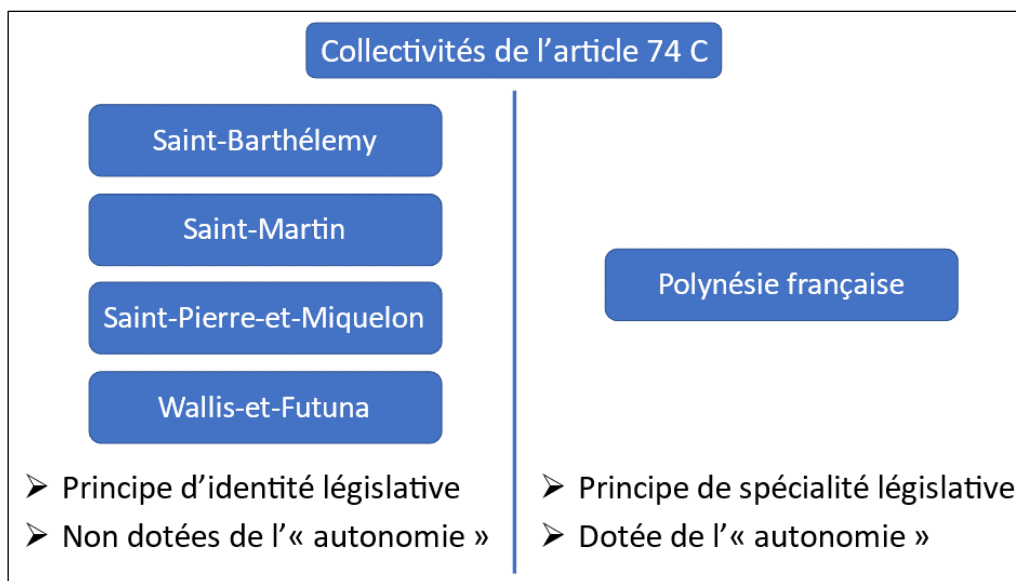 Collectivités de l’article 74 C
Saint-Barthélemy
Saint-Martin
Saint-Pierre-et-Miquelon
Wallis-et-Futuna
➢ Principe d’identité législative
➢ Non dotées de l’« autonomie »
Polynésie française
➢ Principe de spécialité législative
➢ Dotée de l’« autonomie »